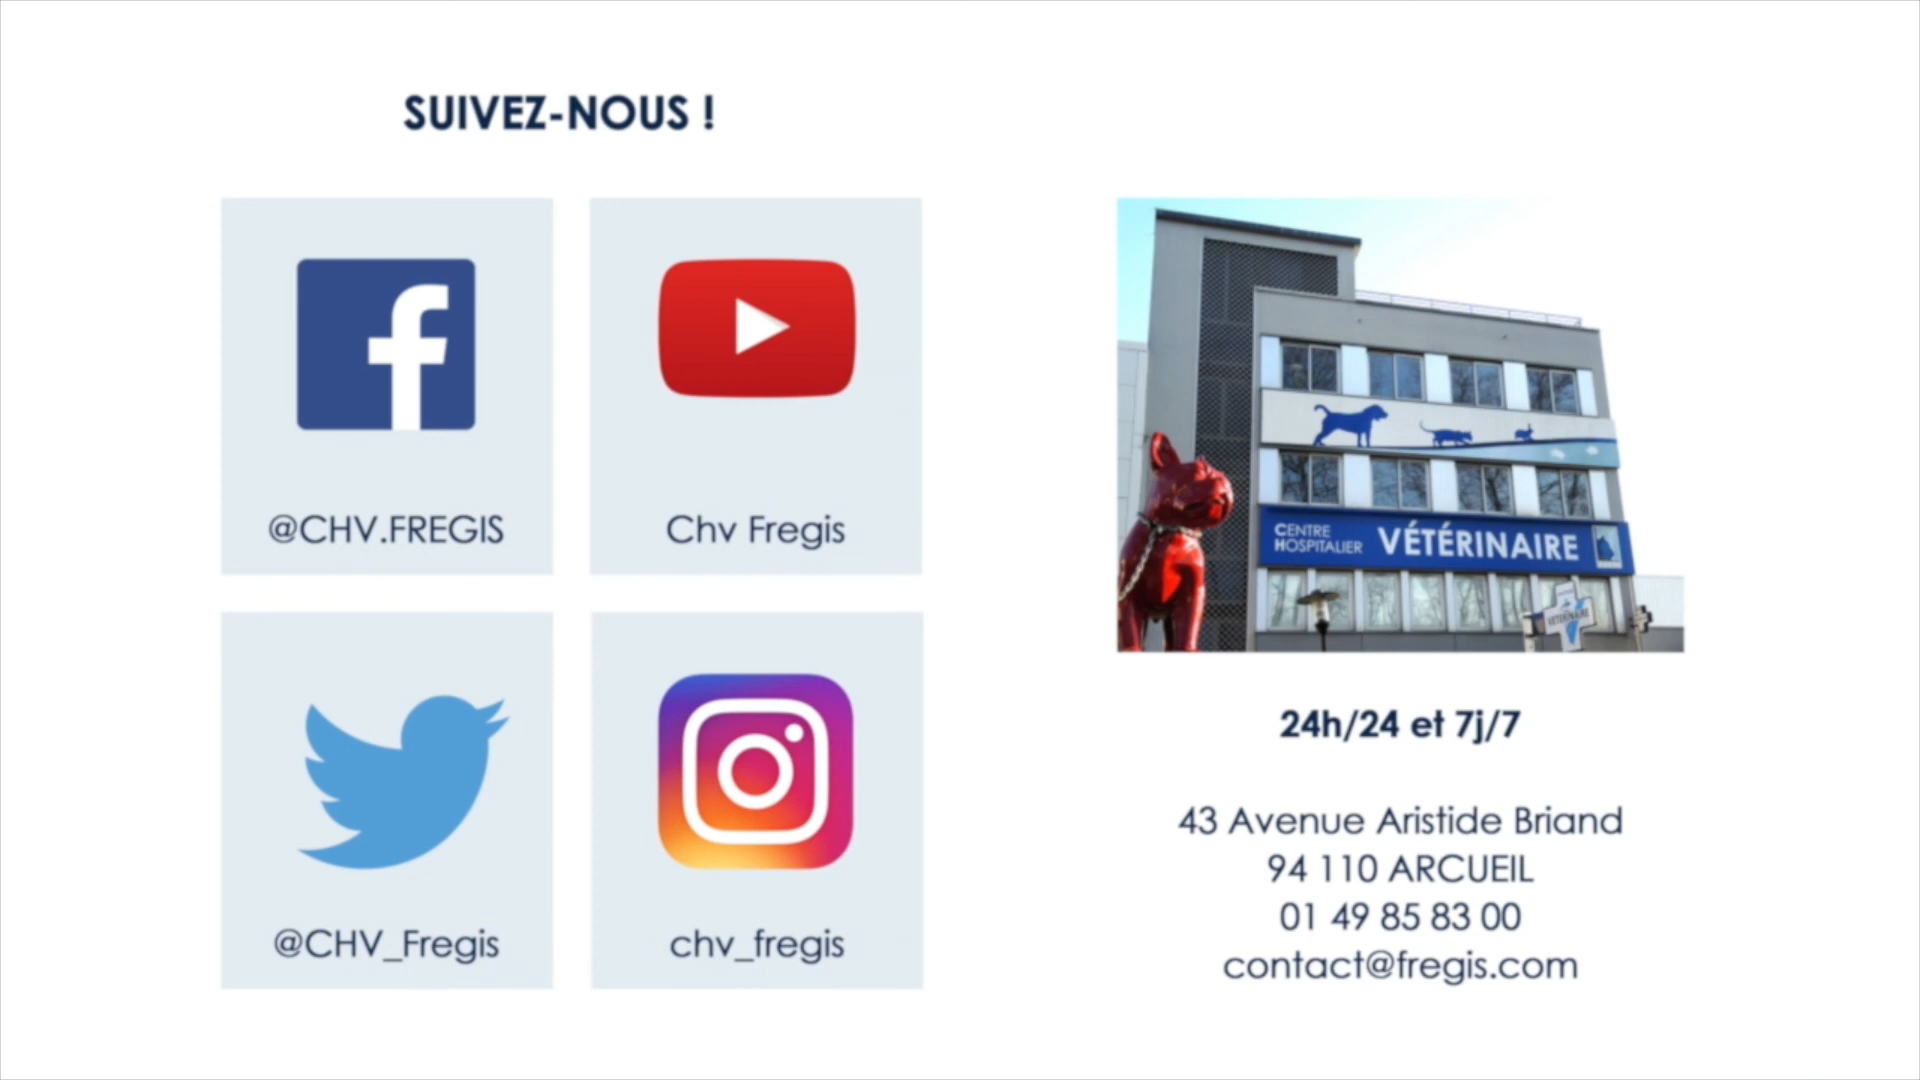 SUIVEZ-NOUS !
@CHV.FREGIS
Chv Fregis
@CHV_Fregis
chv_fregis
CENTRE
HOSPITALIER
VÉTÉRINAIRE
VETERINAIRE
24h/24 et 7j/7
43 Avenue Aristide Briand
94 110 ARCUEIL
01 49 85 83 00
contact@fregis.com